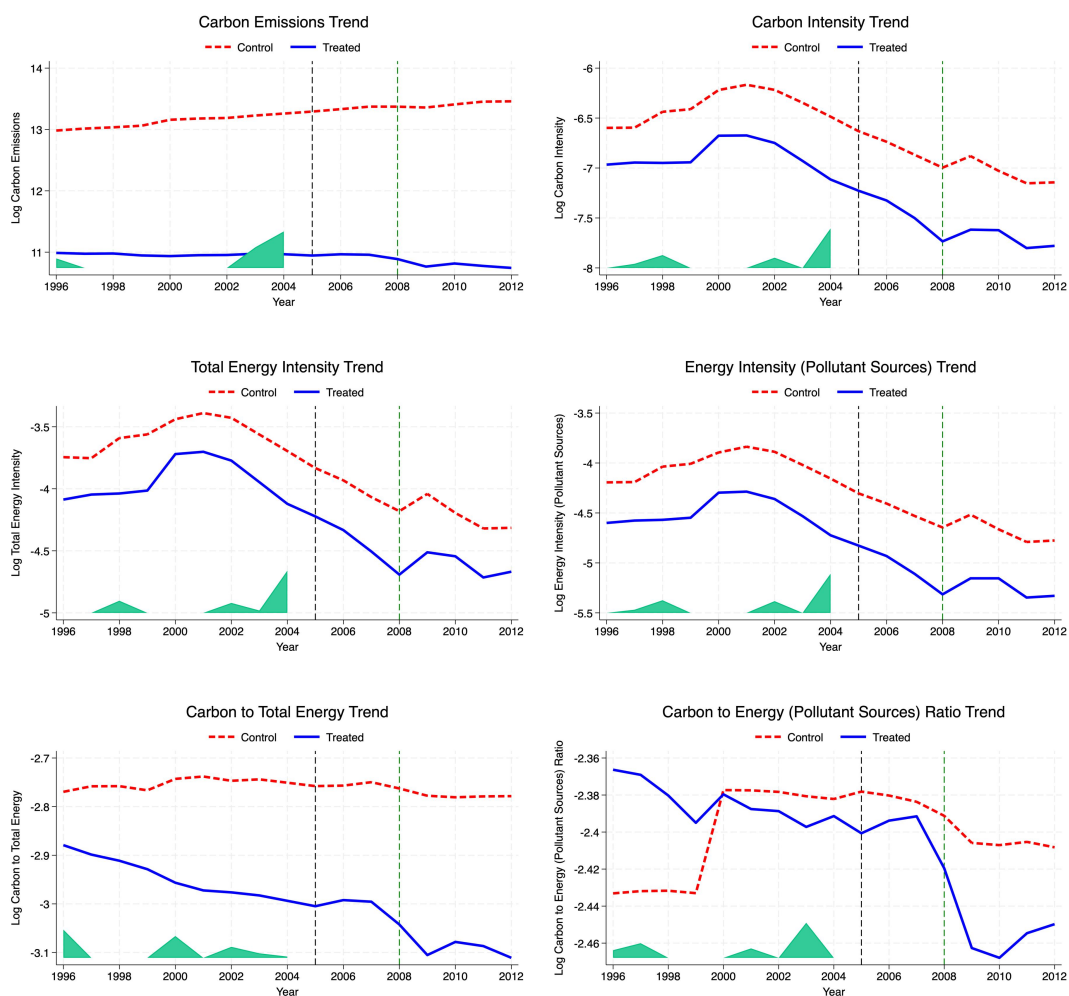 Carbon Emissions Trend
Control Treated
Log Carbon Emissions
14
13
12
11
1996 1998 2000 2002 2004 2006 2008 2010 2012
Year
Carbon Intensity Trend
Control Treated
Log Carbon Intensity
-6
-6.5
-7
-7.5
-8
1996 1998 2000 2002 2004 2006 2008 2010 2012
Year
Total Energy Intensity Trend
Control Treated
Log Total Energy Intensity
-3.5
-4
-4.5
-5
1996 1998 2000 2002 2004 2006 2008 2010 2012
Year
Energy Intensity (Pollutant Sources) Trend
Control Treated
Log Energy Intensity (Pollutant Sources)
-3.5
-4
-4.5
-5
-5.5
1996 1998 2000 2002 2004 2006 2008 2010 2012
Year
Carbon to Total Energy Trend
Control Treated
Log Carbon to Total Energy
-2.7
-2.8
-2.9
-3
-3.1
1996 1998 2000 2002 2004 2006 2008 2010 2012
Year
Carbon to Energy (Pollutant Sources) Ratio Trend
Control Treated
Log Carbon to Energy (Pollutant Sources) Ratio
-2.36
-2.38
-2.4
-2.42
-2.44
-2.46
1996 1998 2000 2002 2004 2006 2008 2010 2012
Year